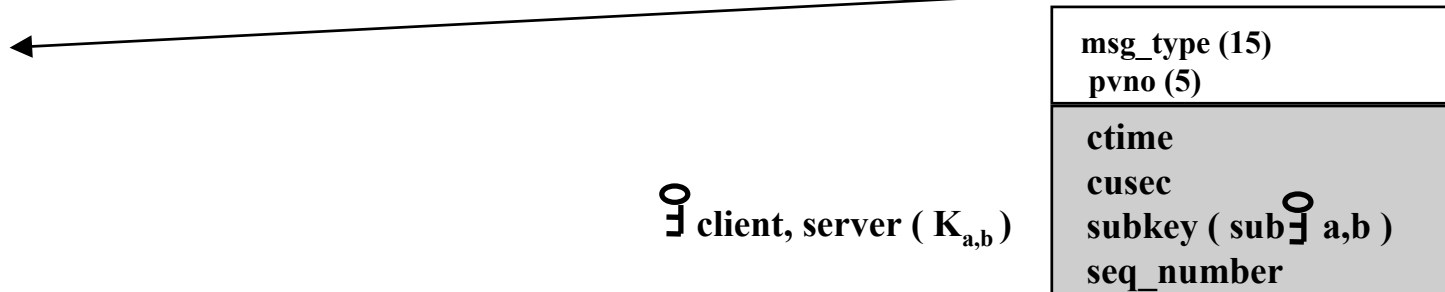 msg_type (15)
pvno (5)
ctime
cusec
client, server ( Ka,b )
subkey ( sub a,b )
seq_number